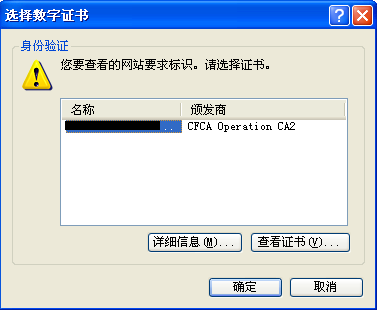 选择数字证书
身份验证
您要查看的网站要求标识。请选择证书。
名称 颁发商
.. CFCA Operation CA2
详细信息(M)... 查看证书(V)...
确定 取消